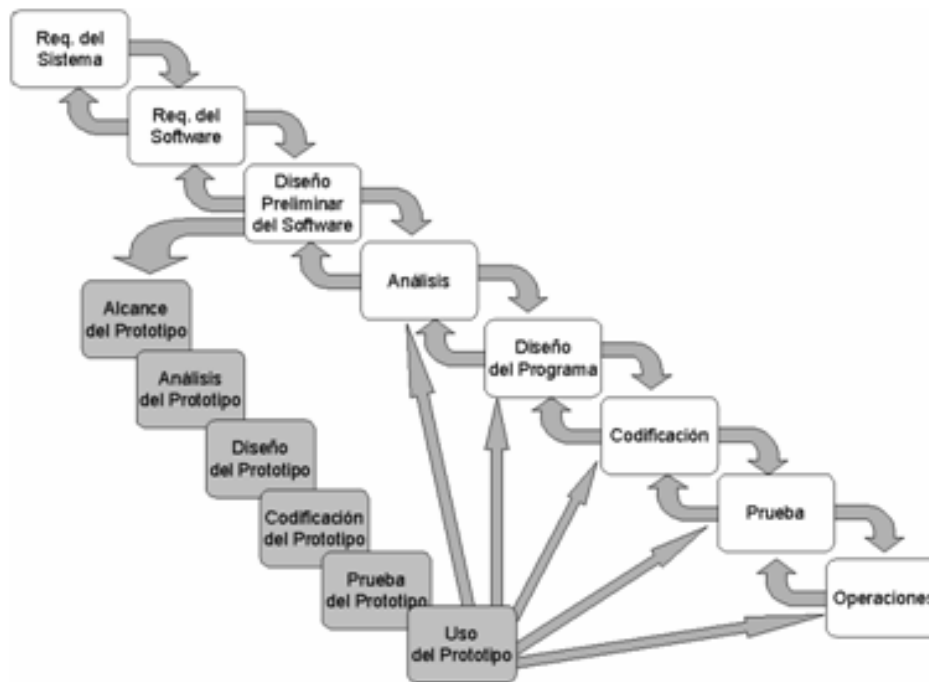 Req. del
Sistema
Req. del
Software
Diseño
Preliminar
del Software
Análisis
Diseño
del Programa
Codificación
Prueba
Operaciones
Alcance
del Prototipo
Análisis
del Prototipo
Diseño
del Prototipo
Codificación
del Prototipo
Prueba
del Prototipo
Uso
del Prototipo